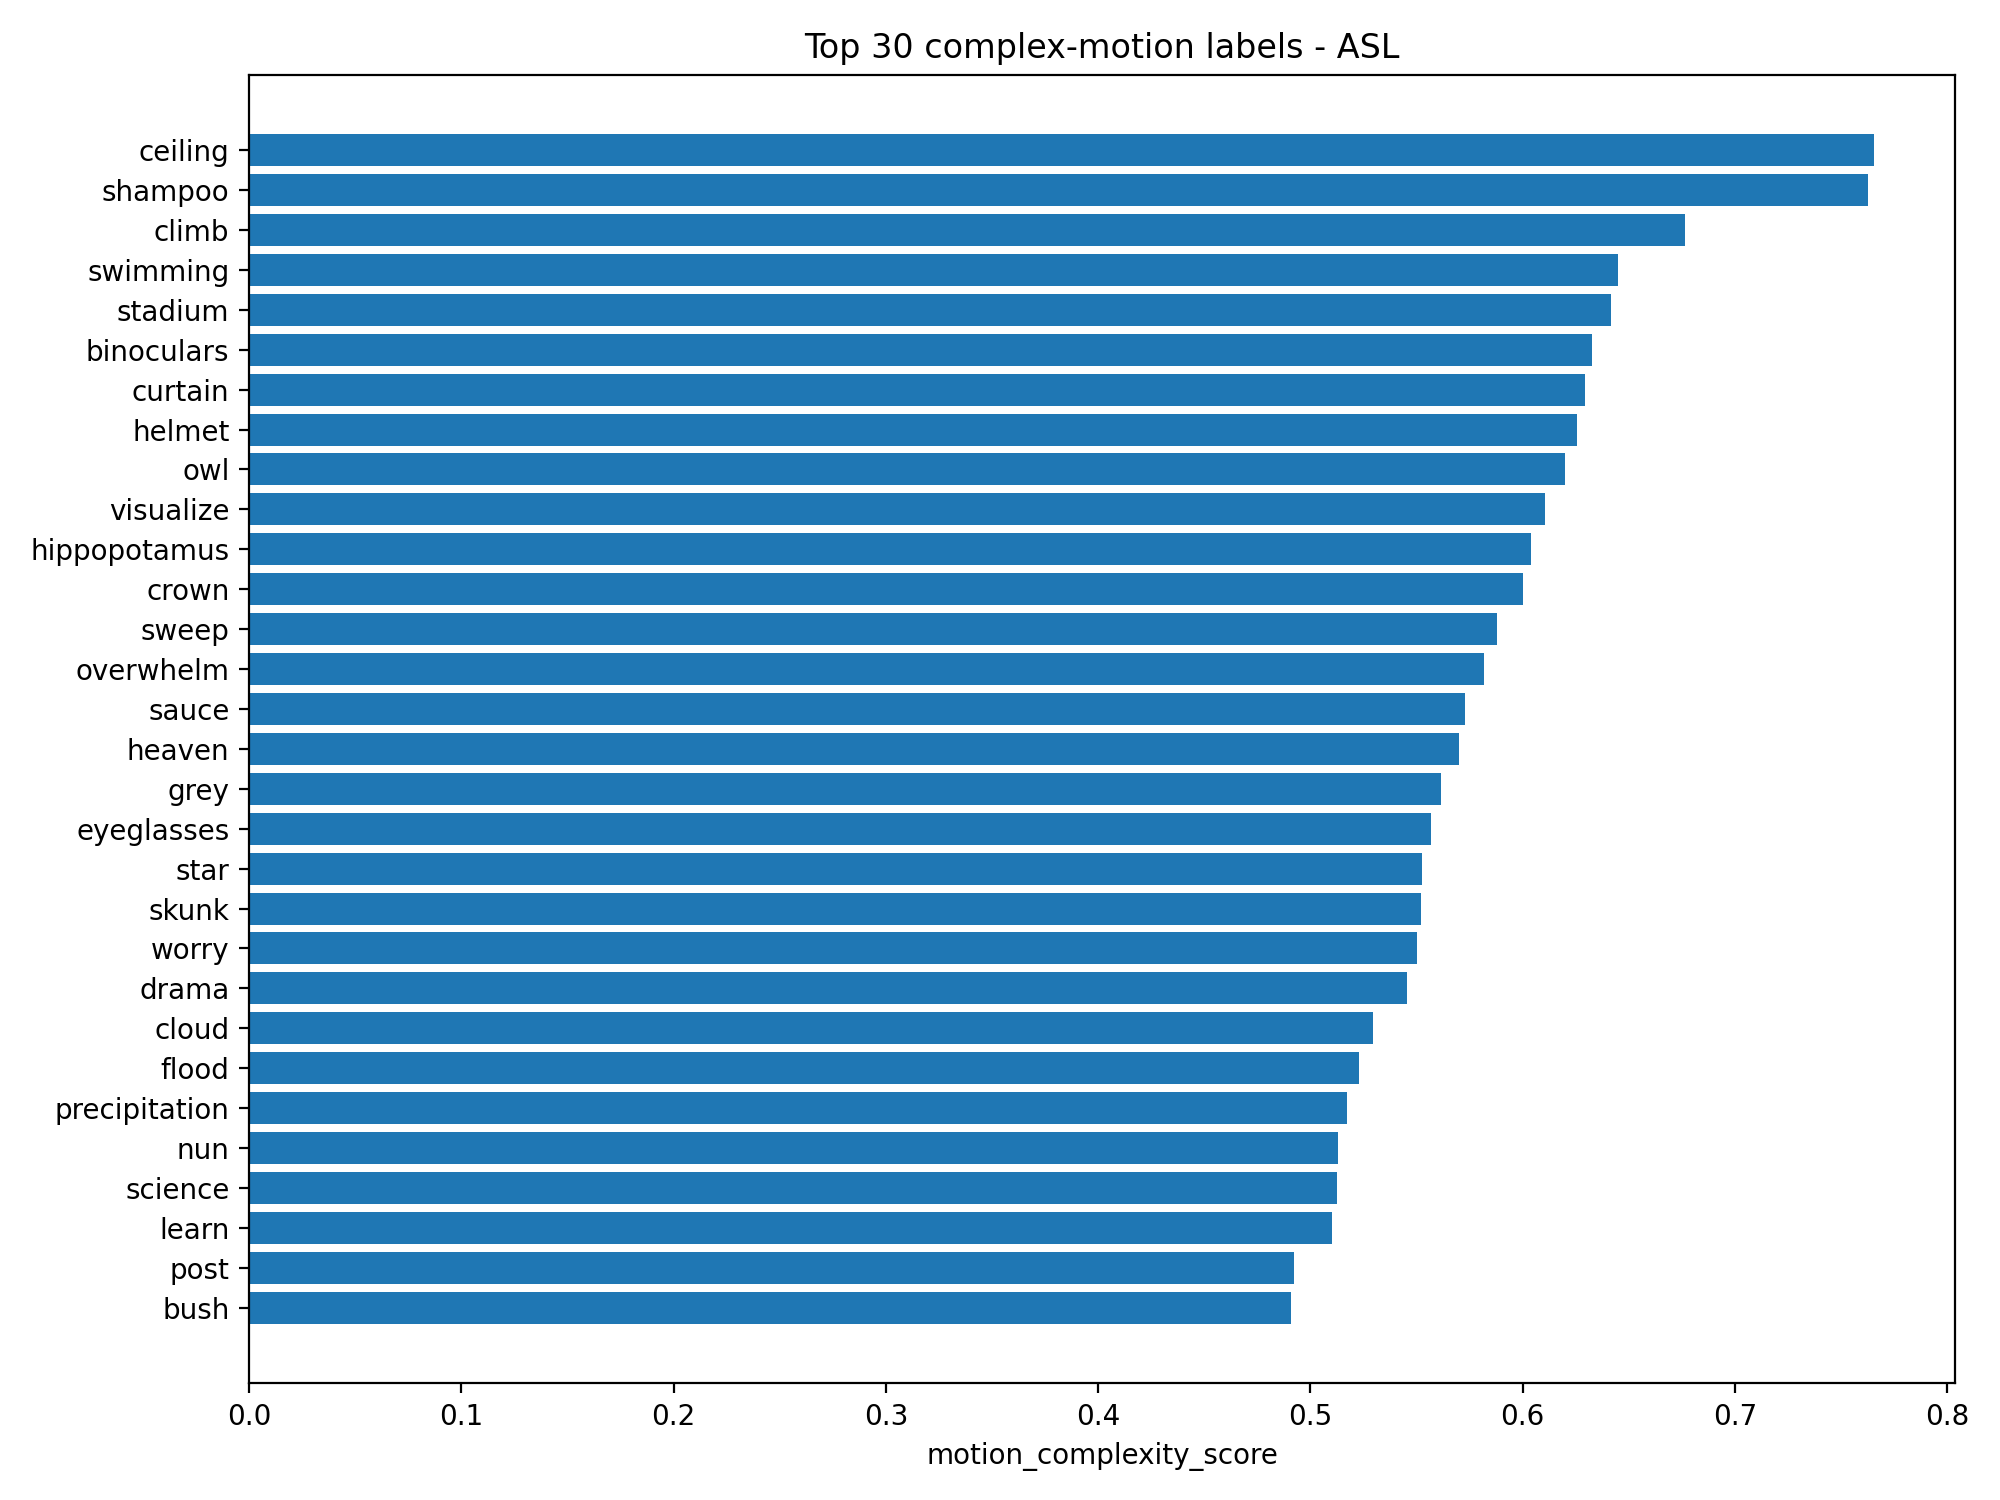 Top 30 complex-motion labels - ASL
ceiling
shampoo
climb
swimming
stadium
binoculars
curtain
helmet
owl
visualize
hippopotamus
crown
sweep
overwhelm
sauce
heaven
grey
eyeglasses
star
skunk
worry
drama
cloud
flood
precipitation
nun
science
learn
post
bush
0.0 0.1 0.2 0.3 0.4 0.5 0.6 0.7 0.8
motion_complexity_score